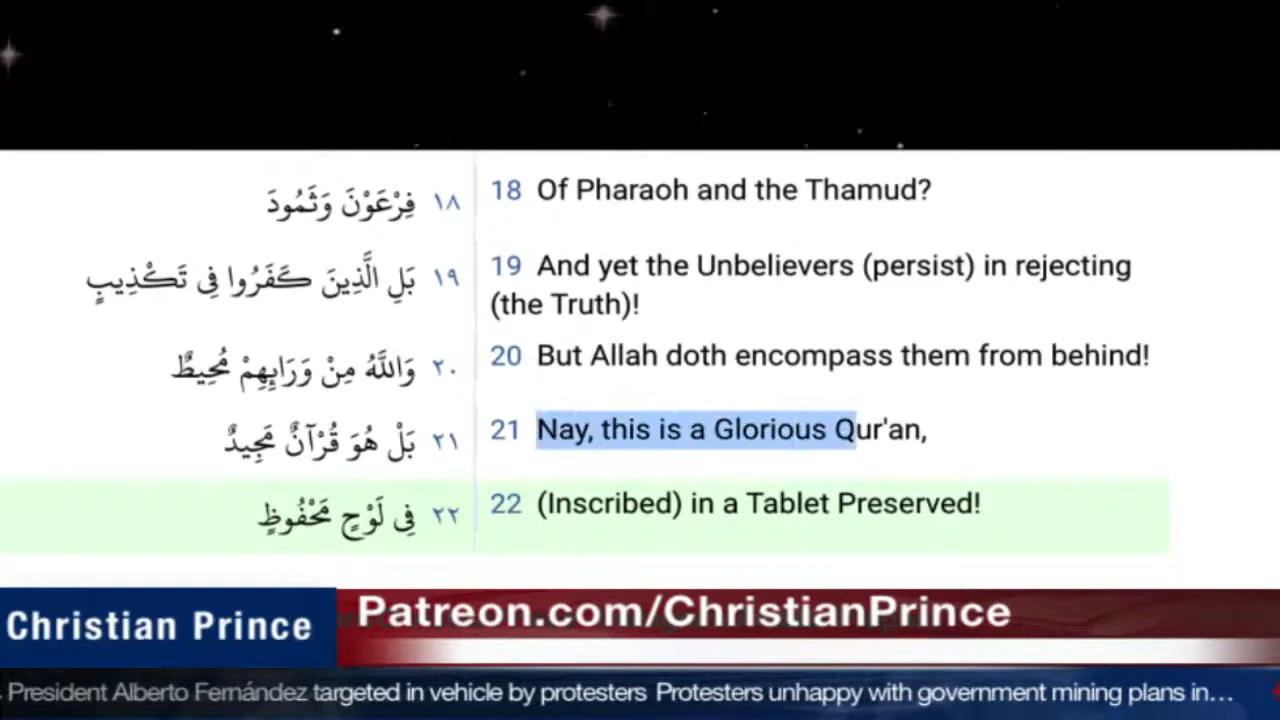 فِرْعَوْنَ وَثَمُودَ ١٨
18 Of Pharaoh and the Thamud?
بَلِ الَّذِينَ كَفَرُوا فِي تَكْذِيبٍ ١٩
19 And yet the Unbelievers (persist) in rejecting
(the Truth)!
وَاللَّهُ مِنْ وَرَائِهِمْ مُحِيطٌ ٢٠
20 But Allah doth encompass them from behind!
بَلْ هُوَ قُرْآنٌ مَجِيدٌ ٢١
21 Nay, this is a Glorious Qur'an,
فِي لَوْحٍ مَحْفُوظٍ ٢٢
22 (Inscribed) in a Tablet Preserved!
Christian Prince
Patreon.com/ChristianPrince
President Alberto Fernández targeted in vehicle by protesters Protesters unhappy with government mining plans in...